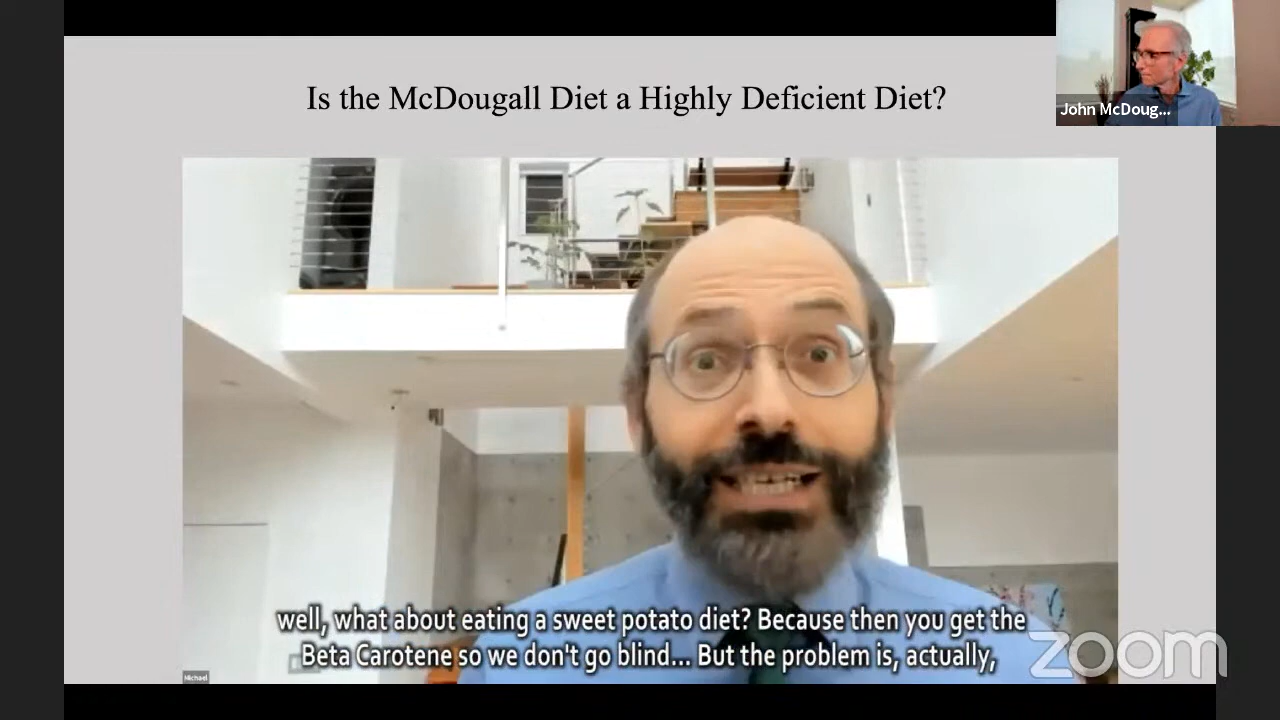 Is the McDougall Diet a Highly Deficient Diet?
John McDoug...
well, what about eating a sweet potato diet? Because then you get the
Beta Carotene so we don't go blind... But the problem is, actually,
Michael
zoom